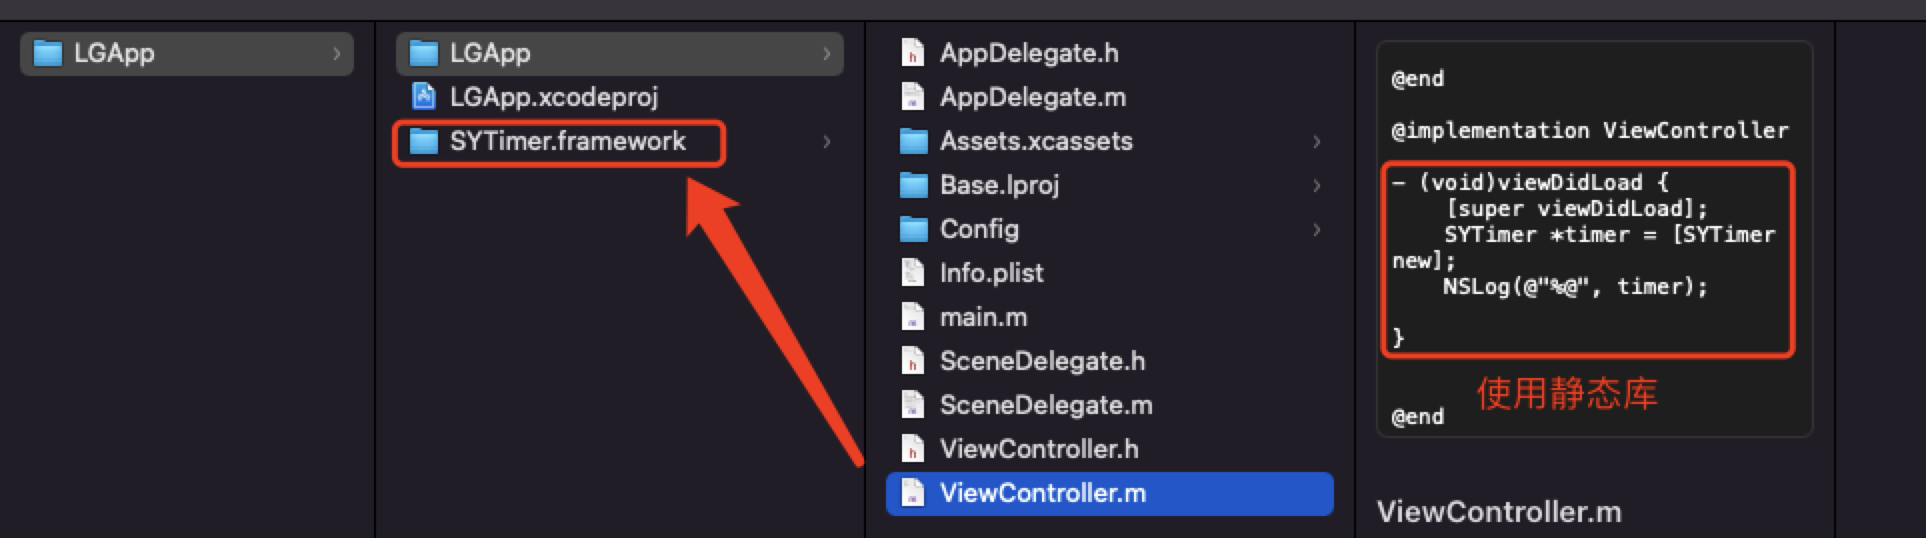 LGApp
LGApp
LGApp.xcodeproj
SYTimer.framework
AppDelegate.h
AppDelegate.m
Assets.xcassets
Base.lproj
Config
Info.plist
main.m
SceneDelegate.h
SceneDelegate.m
ViewController.h
ViewController.m
@end
@implementation ViewController
- (void)viewDidLoad {
[super viewDidLoad];
SYTimer *timer = [SYTimer
new];
NSLog(@"%@", timer);
}
使用静态库
@end
ViewController.m